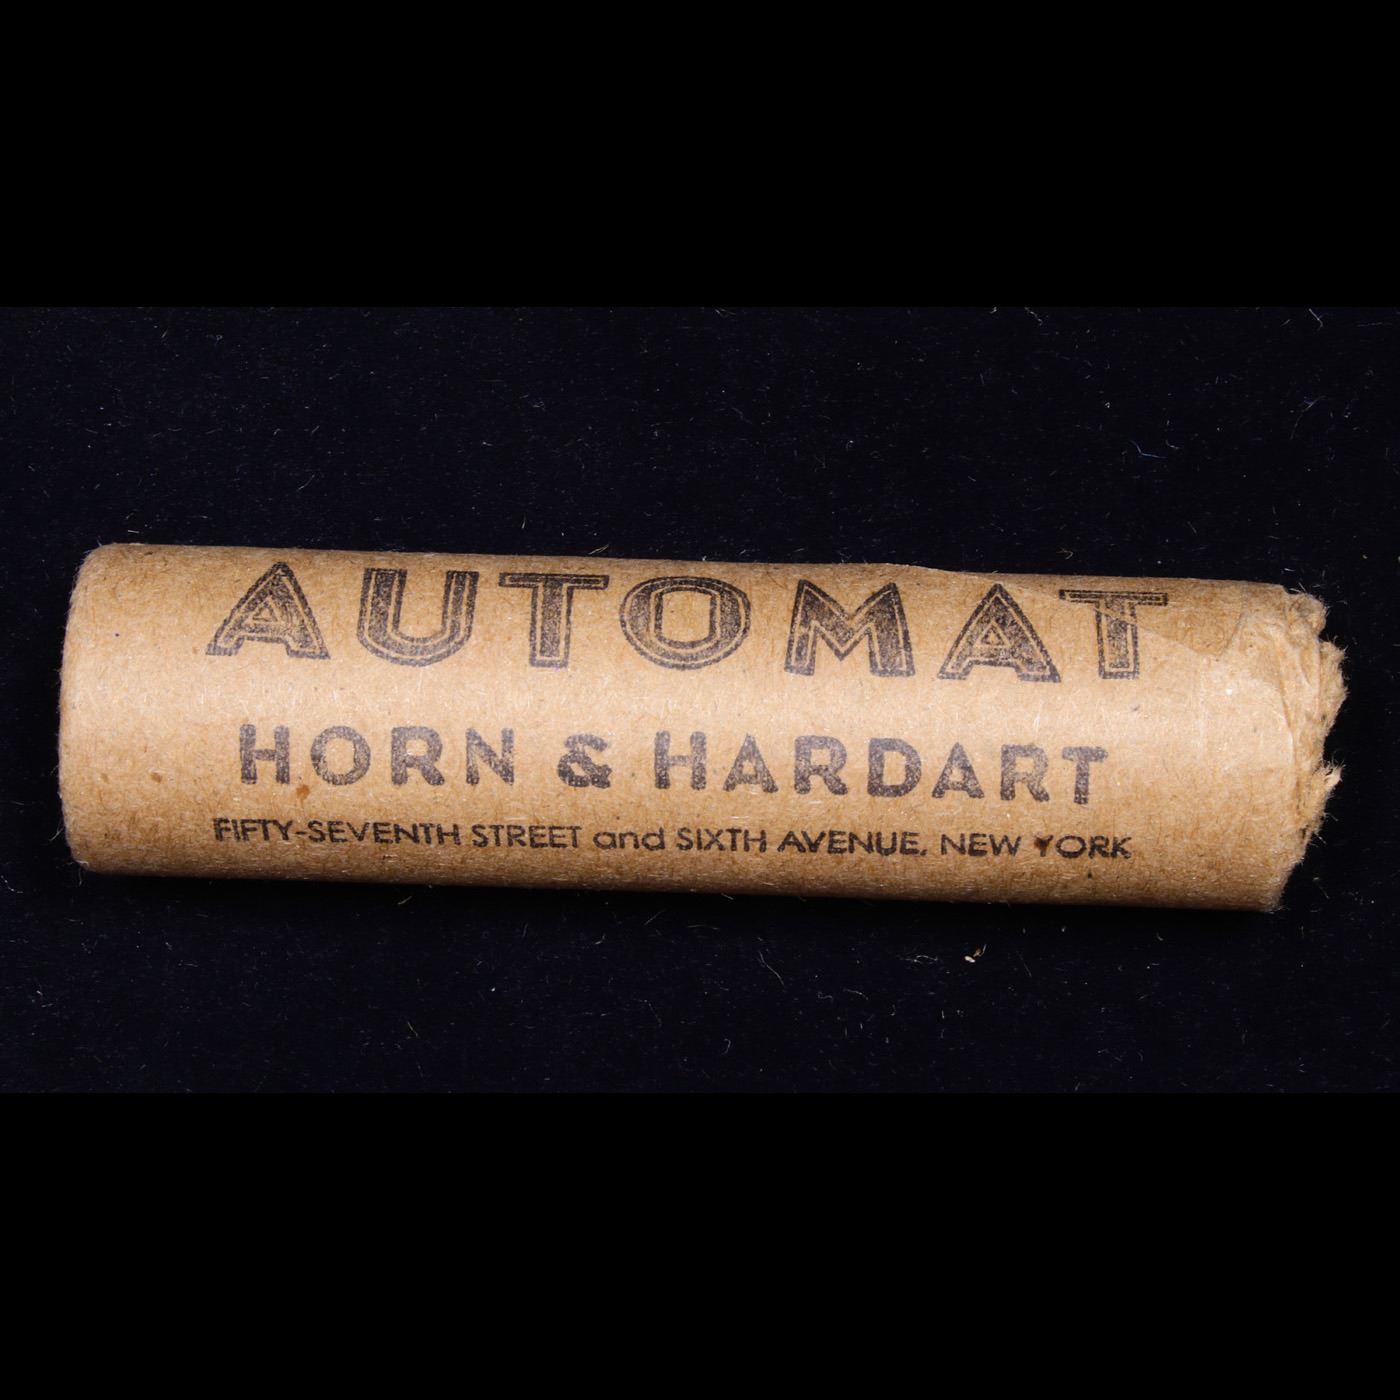 AUTOMAT
HORN & HARDART
FIFTY-SEVENTH STREET and SIXTH AVENUE, NEW YORK